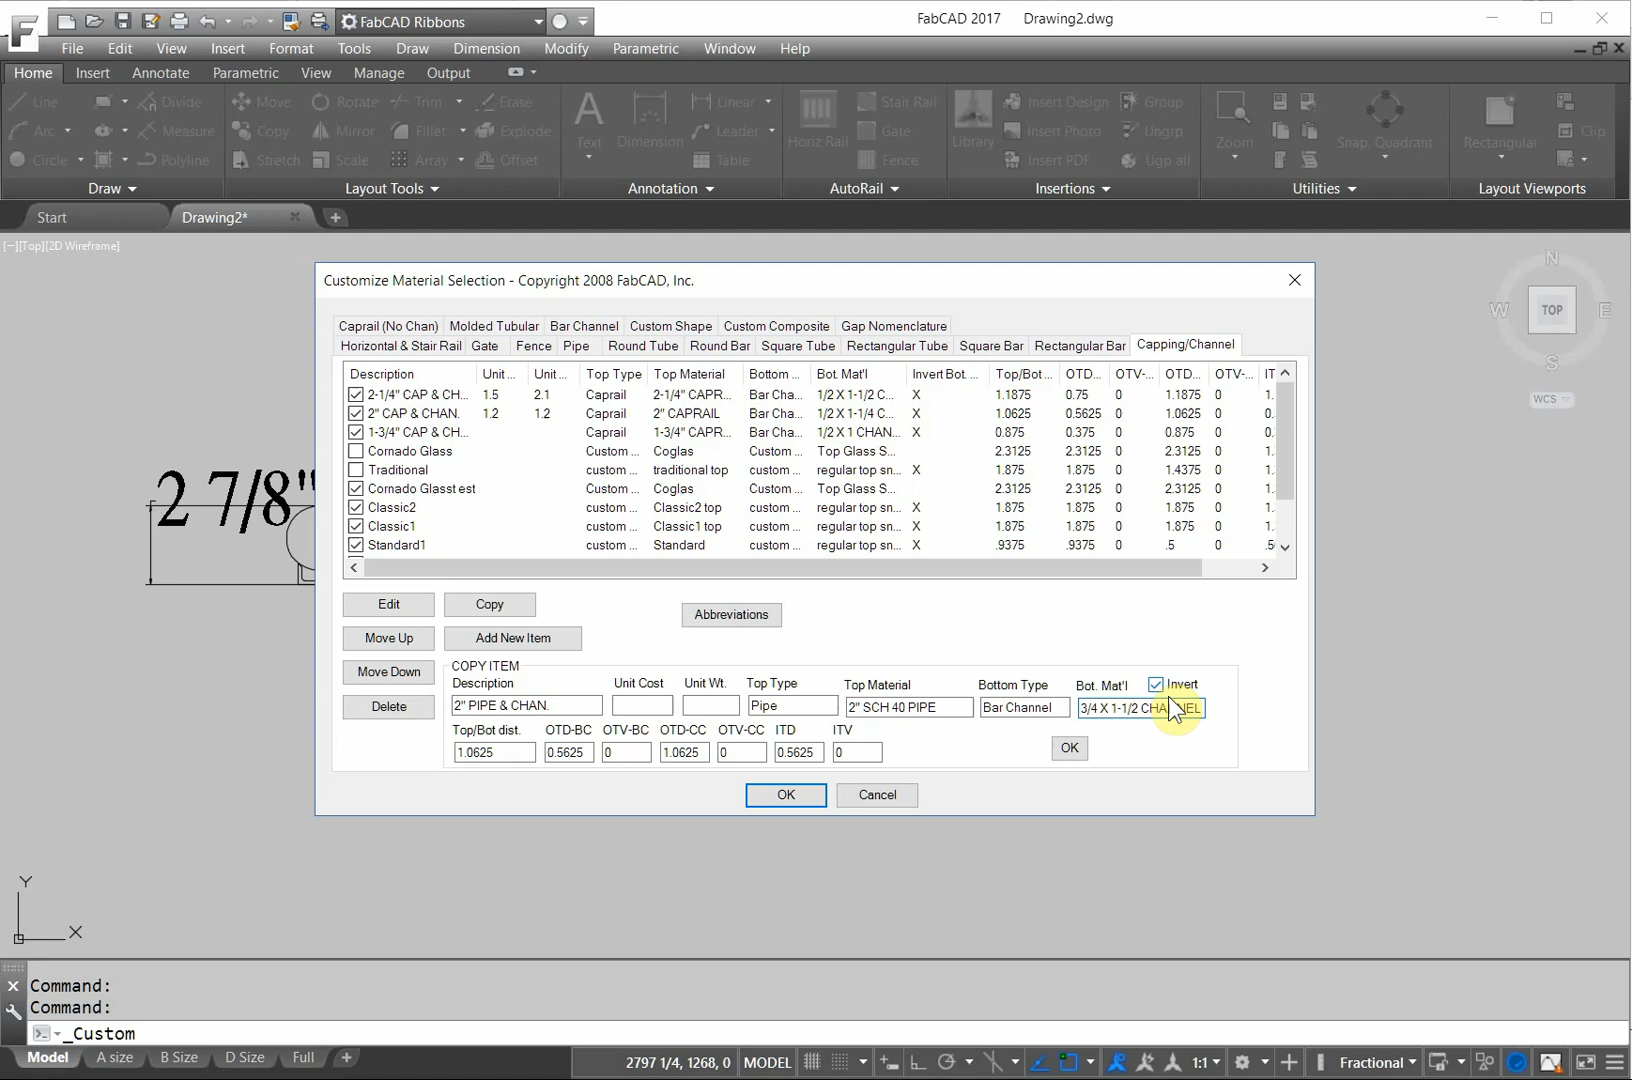 FabCAD Ribbons
FabCAD 2017 Drawing2.dwg
File Edit View Insert Format Tools Draw Dimension Modify Parametric Window Help
Home Insert Annotate Parametric View Manage Output
Line Divide Move Rotate Trim Erase Linear Stair Rail Insert Design Group
Arc Measure Copy Mirror Fillet Explode Leader Gate Insert Photo Ungrp Clip
Text Dimension Horiz Rail Library Zoom Snap, Quadrant Rectangular
Circle Polyline Stretch Scale Array Offset Table Fence Insert PDF Ugp all
Draw Layout Tools Annotation AutoRail Insertions Utilities Layout Viewports
Start Drawing2*
[−][Top][2D Wireframe]
N
W TOP E
S
WCS
2 7/8"
Customize Material Selection - Copyright 2008 FabCAD, Inc.
Caprail (No Chan) Molded Tubular Bar Channel Custom Shape Custom Composite Gap Nomenclature
Horizontal & Stair Rail Gate Fence Pipe Round Tube Round Bar Square Tube Rectangular Tube Square Bar Rectangular Bar Capping/Channel
Description Unit ... Unit ... Top Type Top Material Bottom ... Bot. Mat'l Invert Bot. ... Top/Bot ... OTD... OTV-... OTD... OTV-... IT
2-1/4" CAP & CH... 1.5 2.1 Caprail 2-1/4" CAPR... Bar Cha... 1/2 X 1-1/2 C... X 1.1875 0.75 0 1.1875 0 1.
2" CAP & CHAN. 1.2 1.2 Caprail 2" CAPRAIL Bar Cha... 1/2 X 1-1/4 C... X 1.0625 0.5625 0 1.0625 0 0.
1-3/4" CAP & CH... Caprail 1-3/4" CAPR... Bar Cha... 1/2 X 1 CHAN... X 0.875 0.375 0 0.875 0 0.
Cornado Glass Custom ... Coglas Custom ... Top Glass S... 2.3125 2.3125 0 2.3125 0 1.
Traditional custom ... traditional top custom ... regular top sn... X 1.875 1.875 0 1.4375 0 1.
Cornado Glasst est Custom ... Coglas Custom ... Top Glass S... 2.3125 2.3125 0 2.3125 0 1.
Classic2 custom ... Classic2 top custom ... regular top sn... X 1.875 1.875 0 1.875 0 1.
Classic1 custom ... Classic1 top custom ... regular top sn... X 1.875 1.875 0 1.875 0 1.
Standard1 custom ... Standard custom ... regular top sn... X .9375 .9375 0 .5 0 .5
Edit Copy Abbreviations
Move Up Add New Item
Move Down
Delete
COPY ITEM
Description Unit Cost Unit Wt. Top Type Top Material Bottom Type Bot. Mat'l Invert
2" PIPE & CHAN. Pipe 2" SCH 40 PIPE Bar Channel 3/4 X 1-1/2 CHANNEL
Top/Bot dist. OTD-BC OTV-BC OTD-CC OTV-CC ITD ITV
1.0625 0.5625 0 1.0625 0 0.5625 0 OK
OK Cancel
Y
X
Command:
Command:
_Custom
Model A size B Size D Size Full
2797 1/4, 1268, 0 MODEL 1:1 Fractional